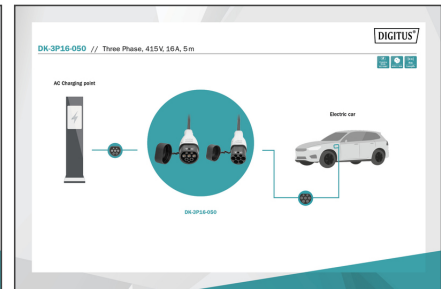 DIGITUS®
DK-3P16-050 // Three Phase, 415V, 16A, 5m
AC Charging point
Electric car
DK-3P16-050